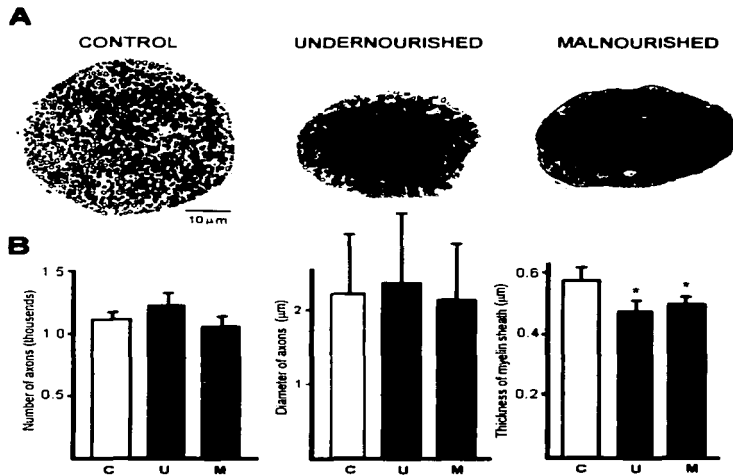 A
CONTROL
UNDERNOURISHED
MALNOURISHED
10 µm
B
Number of axons (thousands)
1 5
1 0
0.5
C U M
Diameter of axons (µm)
2
1
C U M
Thickness of myelin sheath (µm)
0.6
0.4
0.2
* *
C U M